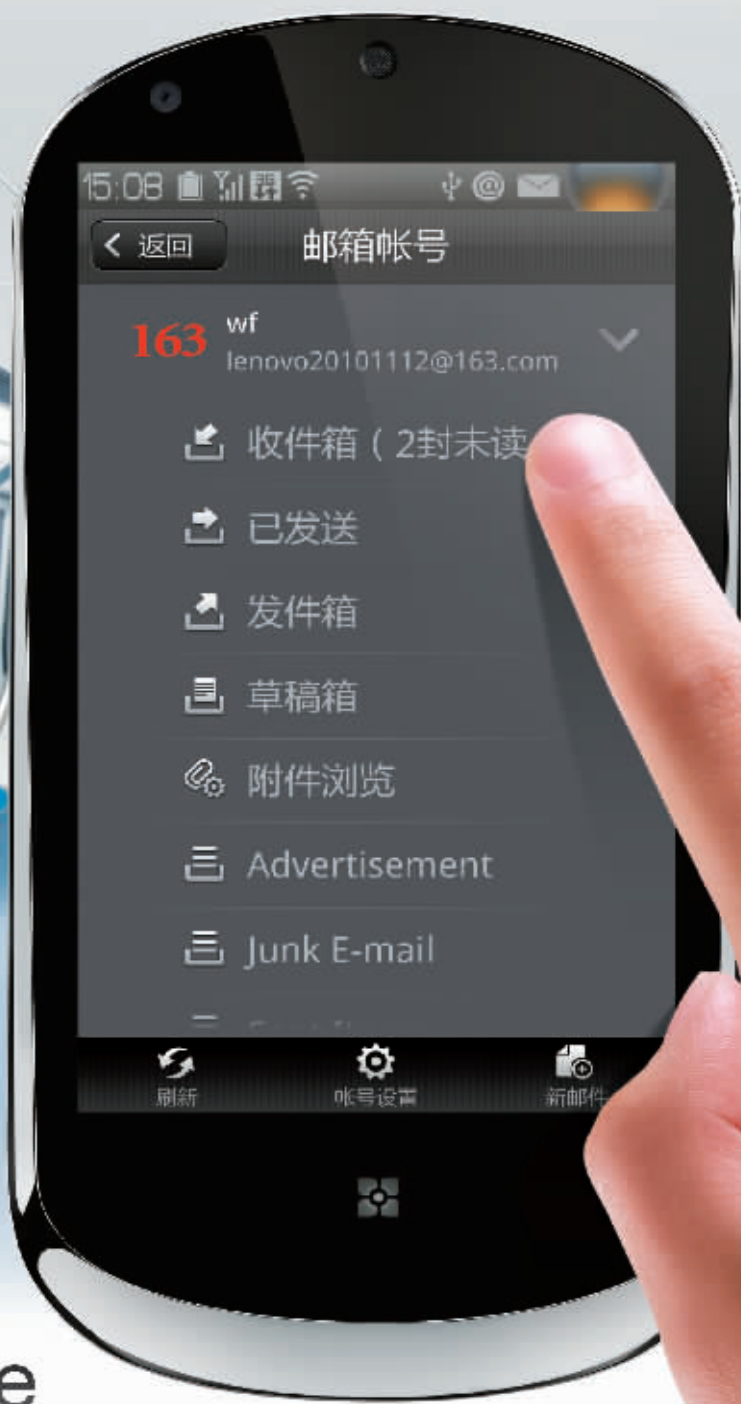 15:08
返回
邮箱帐号
163
wf
lenovo20101112@163.com
收件箱（2封未读
已发送
发件箱
草稿箱
附件浏览
Advertisement
Junk E-mail
刷新
帐号设置
新邮件
e